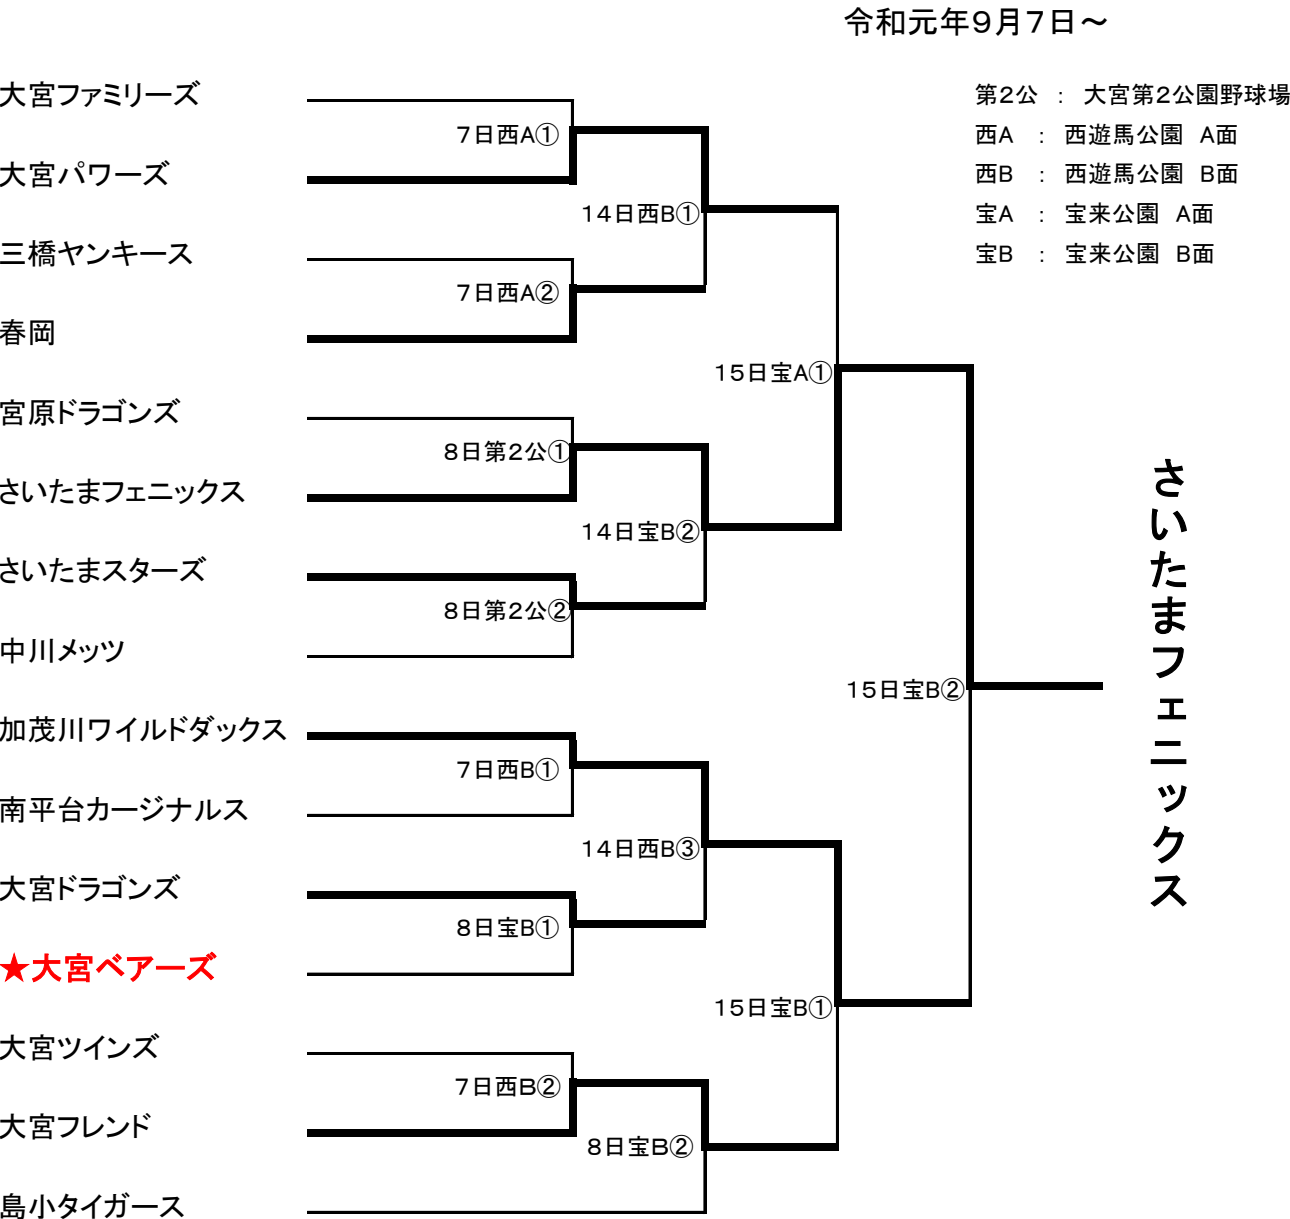 令和元年９月７日～
大宮ファミリーズ
第２公 ： 大宮第２公園野球場
７日西A①
西A ： 西遊馬公園 A面
大宮パワーズ
西B ： 西遊馬公園 B面
14日西B①
宝A ： 宝来公園 A面
三橋ヤンキース
宝B ： 宝来公園 B面
７日西A②
春岡
15日宝A①
宮原ドラゴンズ
８日第２公①
さいたまフェニックス
14日宝B②
さいたまスターズ
８日第２公②
中川メッツ
15日宝B②
さいたまフェニックス
加茂川ワイルドダックス
７日西B①
南平台カージナルス
14日西B③
大宮ドラゴンズ
８日宝B①
★大宮ベアーズ
15日宝B①
大宮ツインズ
７日西B②
大宮フレンド
８日宝B②
島小タイガース